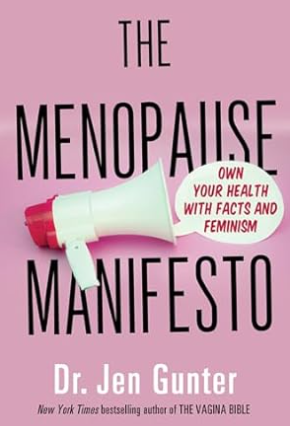 THE
MENOPAUSE
OWN
YOUR HEALTH
WITH FACTS AND
FEMINISM
MANIFESTO
Dr. Jen Gunter
New York Times bestselling author of THE VAGINA BIBLE